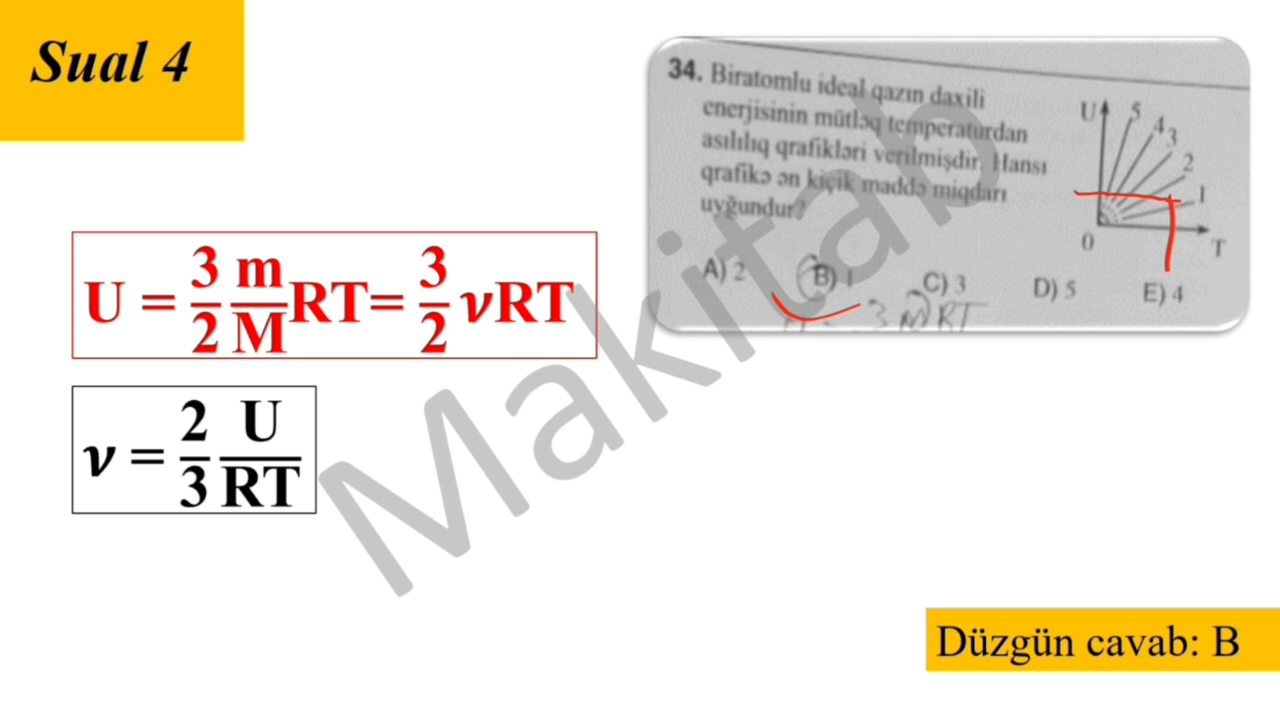 Sual 4
34. Biratomlu ideal qazın daxili
enerjisinin mütləq temperaturdan
asılılıq qrafikləri verilmişdir. Hansı
qrafikə ən kiçik maddə miqdarı
uyğundur?
U 5 4 3 2 1
0 T
A) 2 B) 1 C) 3 D) 5 E) 4
3 RT
U = 3/2 m/M RT= 3/2 νRT
ν = 2/3 U/RT
Makitab
Düzgün cavab: B